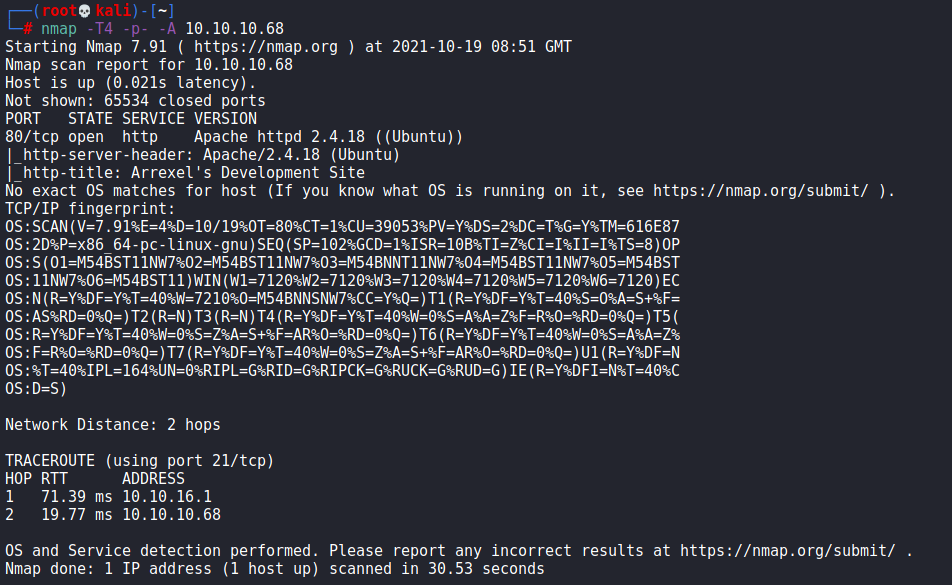 ┌──(root💀kali)-[~]
└─# nmap -T4 -p- -A 10.10.10.68
Starting Nmap 7.91 ( https://nmap.org ) at 2021-10-19 08:51 GMT
Nmap scan report for 10.10.10.68
Host is up (0.021s latency).
Not shown: 65534 closed ports
PORT   STATE SERVICE VERSION
80/tcp open  http    Apache httpd 2.4.18 ((Ubuntu))
|_http-server-header: Apache/2.4.18 (Ubuntu)
|_http-title: Arrexel's Development Site
No exact OS matches for host (If you know what OS is running on it, see https://nmap.org/submit/ ).
TCP/IP fingerprint:
OS:SCAN(V=7.91%E=4%D=10/19%OT=80%CT=1%CU=39053%PV=Y%DS=2%DC=T%G=Y%TM=616E87
OS:2D%P=x86_64-pc-linux-gnu)SEQ(SP=102%GCD=1%ISR=10B%TI=Z%CI=I%II=I%TS=8)OP
OS:S(O1=M54BST11NW7%O2=M54BST11NW7%O3=M54BNNT11NW7%O4=M54BST11NW7%O5=M54BST
OS:11NW7%O6=M54BST11)WIN(W1=7120%W2=7120%W3=7120%W4=7120%W5=7120%W6=7120)EC
OS:N(R=Y%DF=Y%T=40%W=7210%O=M54BNNSNW7%CC=Y%Q=)T1(R=Y%DF=Y%T=40%S=O%A=S+%F=
OS:AS%RD=0%Q=)T2(R=N)T3(R=N)T4(R=Y%DF=Y%T=40%W=0%S=A%A=Z%F=R%O=%RD=0%Q=)T5(
OS:R=Y%DF=Y%T=40%W=0%S=Z%A=S+%F=AR%O=%RD=0%Q=)T6(R=Y%DF=Y%T=40%W=0%S=A%A=Z%
OS:F=R%O=%RD=0%Q=)T7(R=Y%DF=Y%T=40%W=0%S=Z%A=S+%F=AR%O=%RD=0%Q=)U1(R=Y%DF=N
OS:%T=40%IPL=164%UN=0%RIPL=G%RID=G%RIPCK=G%RUCK=G%RUD=G)IE(R=Y%DFI=N%T=40%C
OS:D=S)
Network Distance: 2 hops
TRACEROUTE (using port 21/tcp)
HOP RTT      ADDRESS
1   71.39 ms 10.10.16.1
2   19.77 ms 10.10.10.68
OS and Service detection performed. Please report any incorrect results at https://nmap.org/submit/ .
Nmap done: 1 IP address (1 host up) scanned in 30.53 seconds